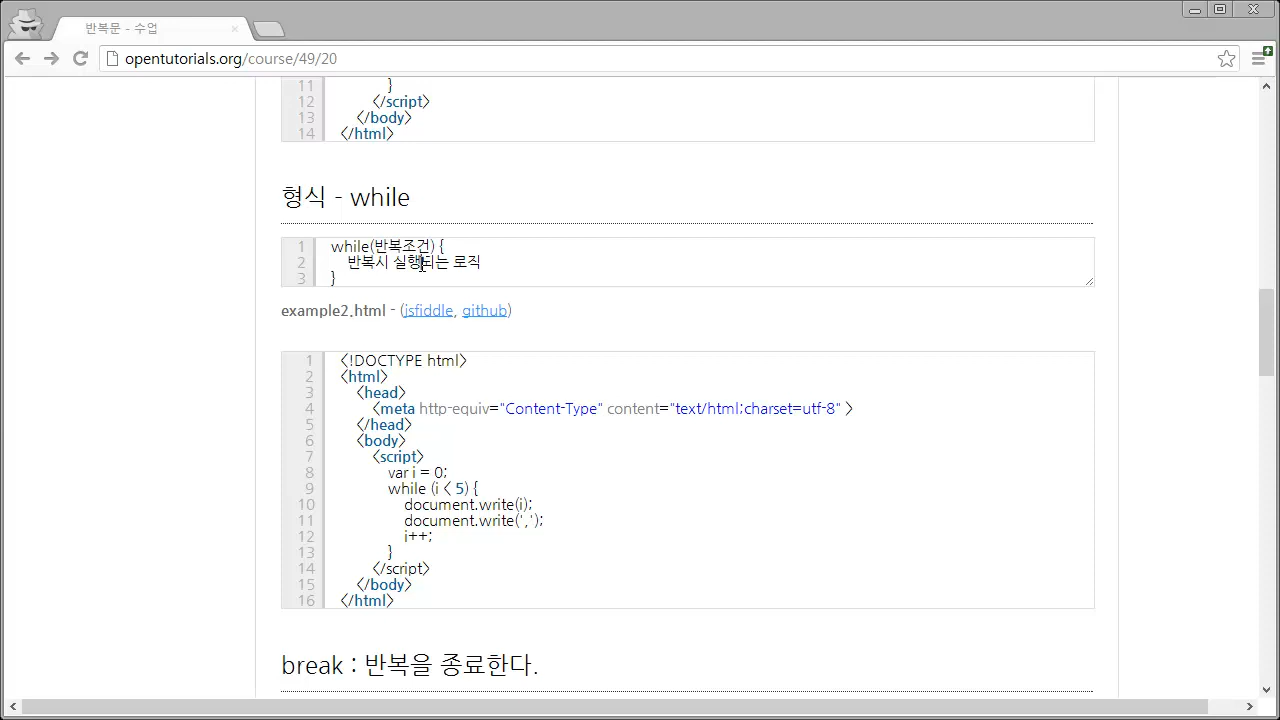 반복문 - 수업
opentutorials.org/course/49/20
11 }
12 </script>
13 </body>
14 </html>
형식 - while
1 while(반복조건) {
2 반복시 실행되는 로직
3 }
example2.html - (jsfiddle, github)
1 <!DOCTYPE html>
2 <html>
3 <head>
4 <meta http-equiv="Content-Type" content="text/html;charset=utf-8" >
5 </head>
6 <body>
7 <script>
8 var i = 0;
9 while (i < 5) {
10 document.write(i);
11 document.write(',');
12 i++;
13 }
14 </script>
15 </body>
16 </html>
break : 반복을 종료한다.